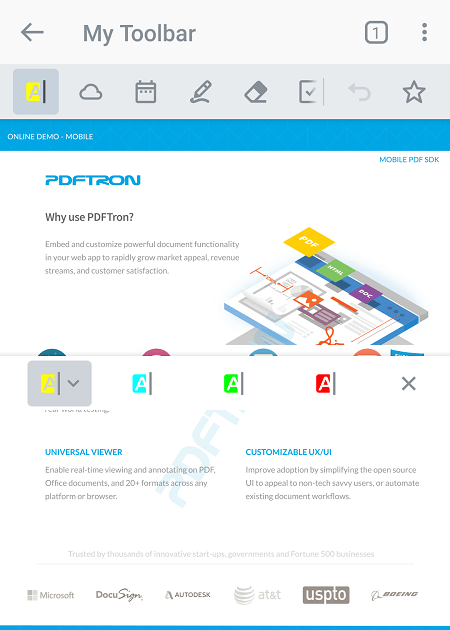 My Toolbar
1
A
ONLINE DEMO - MOBILE
MOBILE PDF SDK
PDFTRON
Why use PDFTron?
Embed and customize powerful document functionality
in your web app to rapidly grow market appeal, revenue
streams, and customer satisfaction.
PDF
HTML
DOC
A
A
A
A
real world testing.
PDFT
UNIVERSAL VIEWER
Enable real-time viewing and annotating on PDF,
Office documents, and 20+ formats across any
platform or browser.
CUSTOMIZABLE UX/UI
Improve adoption by simplifying the open source
UI to appeal to non-tech savvy users, or automate
existing document workflows.
Trusted by thousands of innovative start-ups, governments and Fortune 500 businesses
Microsoft
DocuSign
AUTODESK
at&t
uspto
BOEING